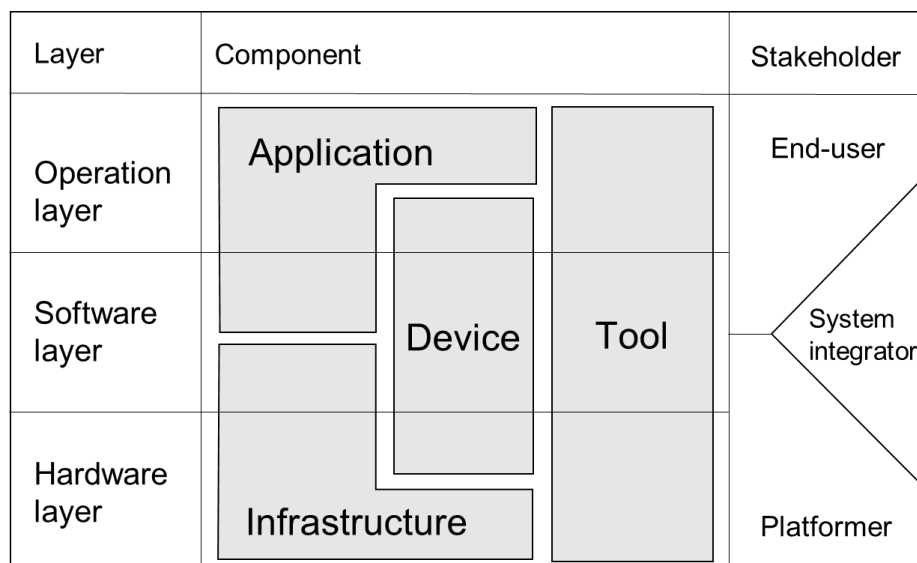 Layer
Component
Stakeholder
Operation
layer
Application
End-user
Software
layer
Device
Tool
System
integrator
Hardware
layer
Infrastructure
Platformer